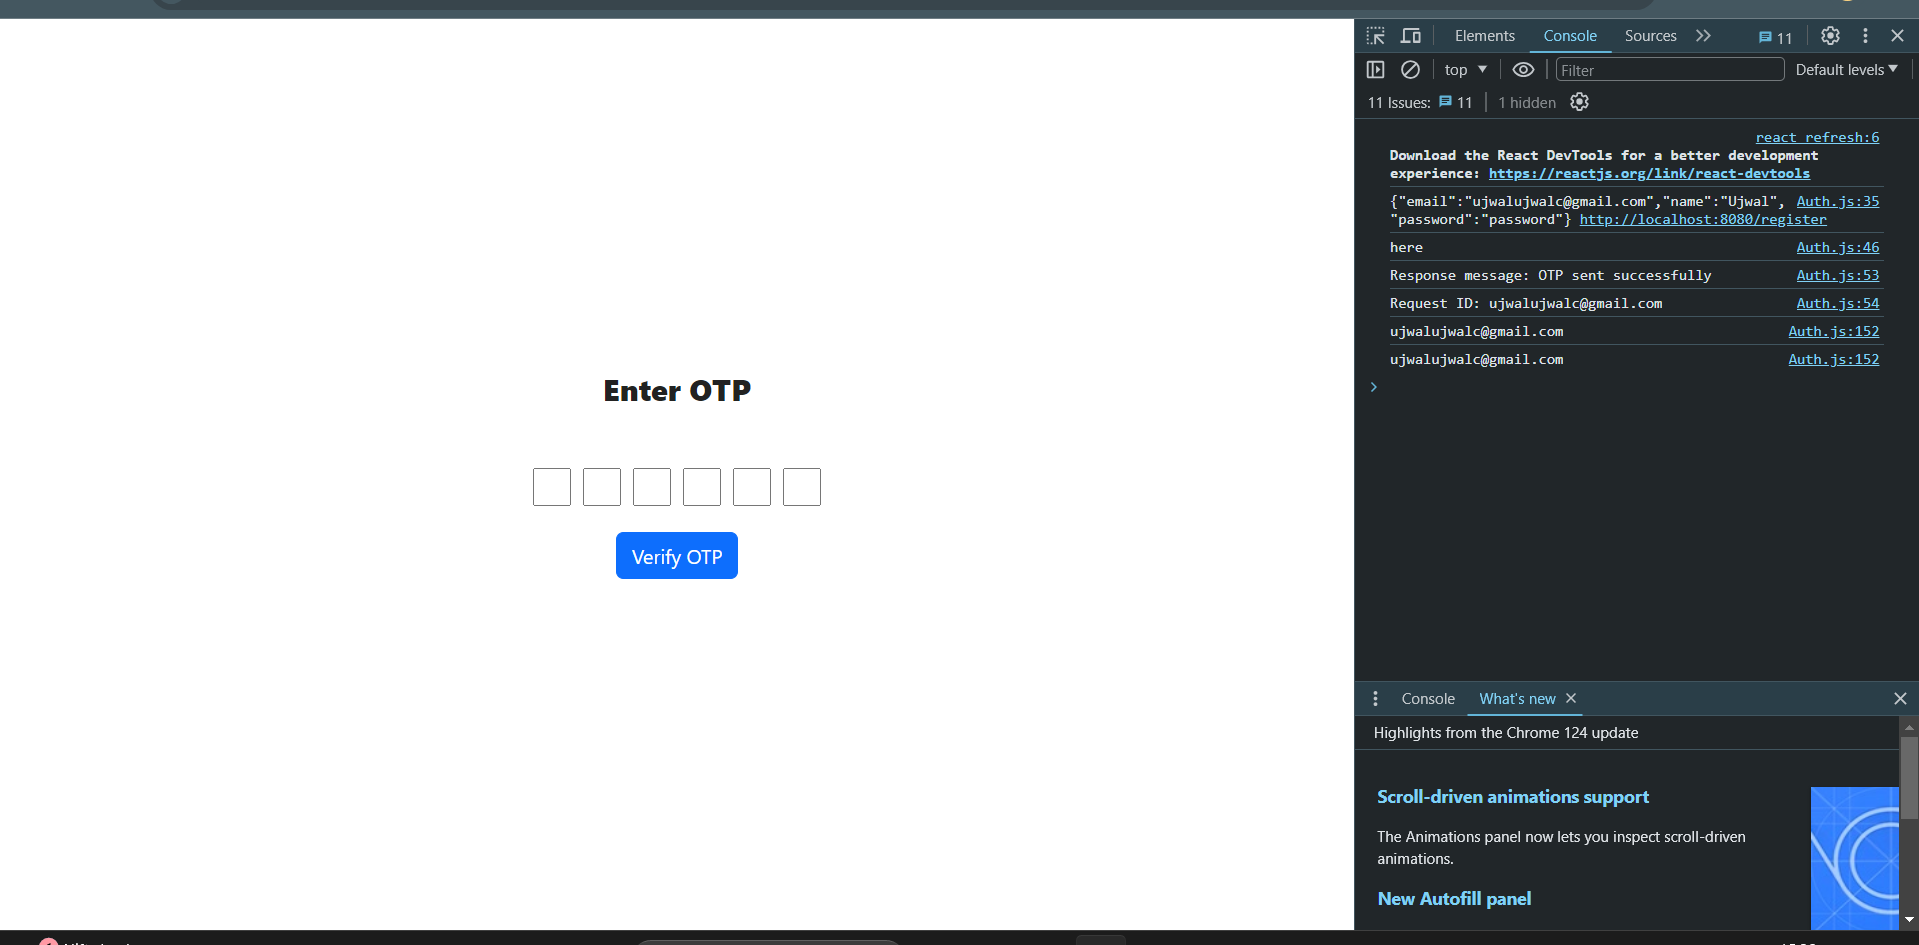 Enter OTP
Verify OTP
Elements Console Sources 11
top Filter Default levels
11 Issues: 11 1 hidden
react refresh:6
Download the React DevTools for a better development
experience: https://reactjs.org/link/react-devtools
{"email":"ujwalujwalc@gmail.com","name":"Ujwal", Auth.js:35
"password":"password"} http://localhost:8080/register
here Auth.js:46
Response message: OTP sent successfully Auth.js:53
Request ID: ujwalujwalc@gmail.com Auth.js:54
ujwalujwalc@gmail.com Auth.js:152
ujwalujwalc@gmail.com Auth.js:152
Console What's new
Highlights from the Chrome 124 update
Scroll-driven animations support
The Animations panel now lets you inspect scroll-driven
animations.
New Autofill panel